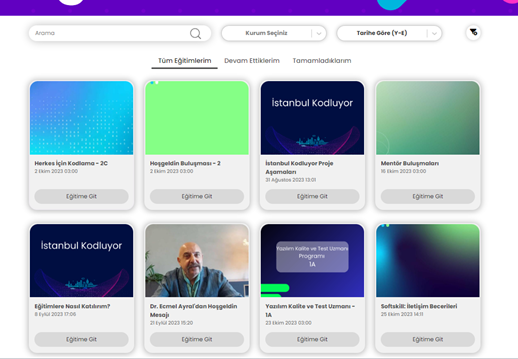 Arama
Kurum Seçiniz
Tarihe Göre (Y-E)
Tüm Eğitimlerim
Devam Ettiklerim
Tamamladıklarım
İstanbul Kodluyor
Herkes İçin Kodlama - 2C
2 Ekim 2023 03:00
Eğitime Git
Hoşgeldin Buluşması - 2
2 Ekim 2023 03:00
Eğitime Git
İstanbul Kodluyor Proje
Aşamaları
31 Ağustos 2023 13:01
Eğitime Git
Mentör Buluşmaları
16 Ekim 2023 03:00
Eğitime Git
İstanbul Kodluyor
Eğitimlere Nasıl Katılırım?
8 Eylül 2023 17:06
Eğitime Git
Dr. Ecmel Ayral'dan Hoşgeldin
Mesajı
21 Eylül 2023 15:20
Eğitime Git
Yazılım Kalite ve Test Uzmanı
Programı
1A
Yazılım Kalite ve Test Uzmanı -
1A
23 Ekim 2023 03:00
Eğitime Git
Softskill: İletişim Becerileri
25 Ekim 2023 14:11
Eğitime Git